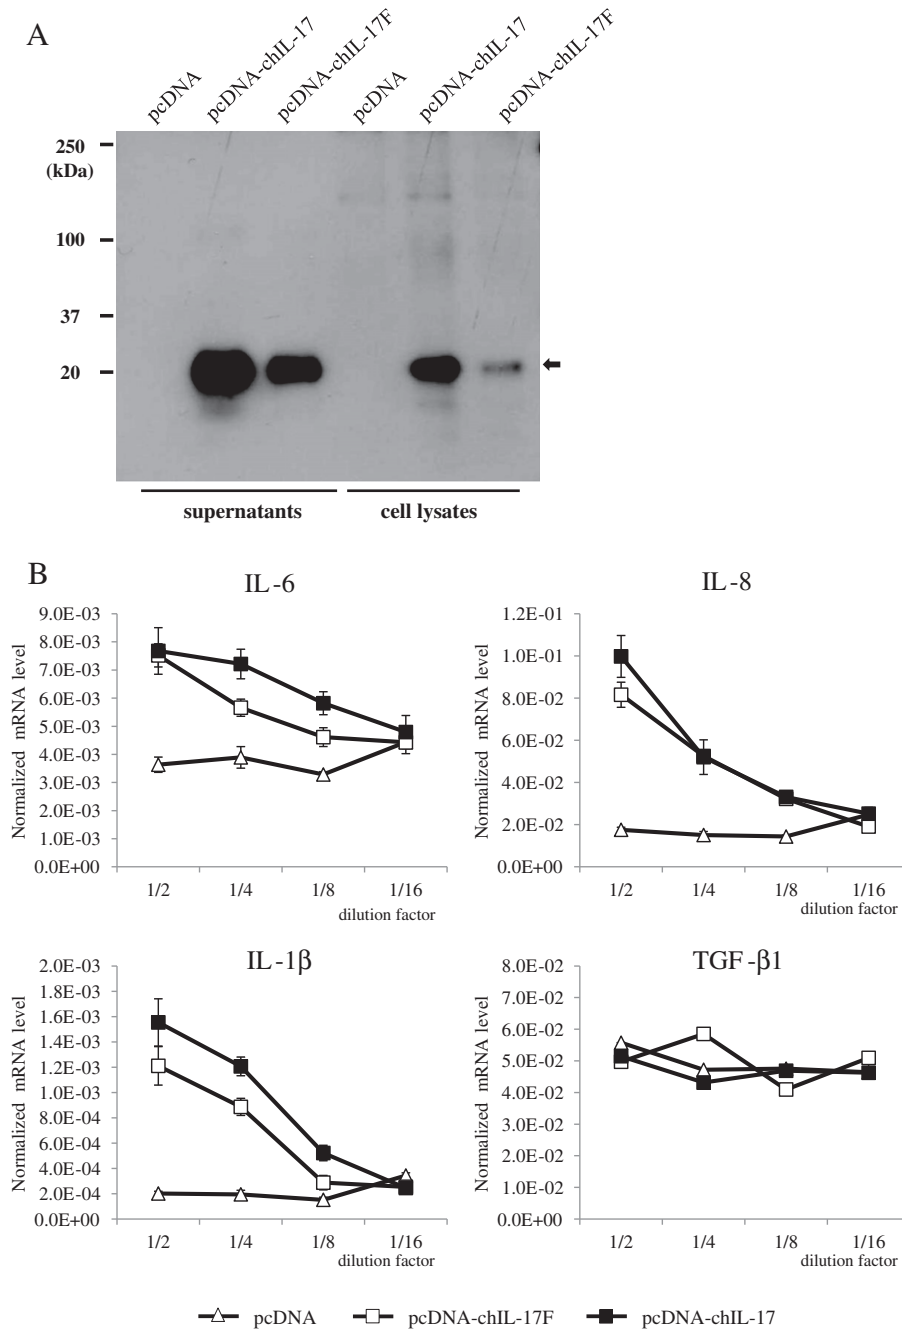 A
pcDNA
pcDNA-chIL-17
pcDNA-chIL-17F
pcDNA
pcDNA-chIL-17
pcDNA-chIL-17F
250
(kDa)
100
37
20
supernatants
cell lysates
B
IL-6
Normalized mRNA level
9.0E-03
8.0E-03
7.0E-03
6.0E-03
5.0E-03
4.0E-03
3.0E-03
2.0E-03
1.0E-03
0.0E+00
1/2 1/4 1/8 1/16
dilution factor
IL-8
Normalized mRNA level
1.2E-01
1.0E-01
8.0E-02
6.0E-02
4.0E-02
2.0E-02
0.0E+00
1/2 1/4 1/8 1/16
dilution factor
IL-1β
Normalized mRNA level
2.0E-03
1.8E-03
1.6E-03
1.4E-03
1.2E-03
1.0E-03
8.0E-04
6.0E-04
4.0E-04
2.0E-04
0.0E+00
1/2 1/4 1/8 1/16
dilution factor
TGF-β1
Normalized mRNA level
8.0E-02
7.0E-02
6.0E-02
5.0E-02
4.0E-02
3.0E-02
2.0E-02
1.0E-02
0.0E+00
1/2 1/4 1/8 1/16
dilution factor
pcDNA pcDNA-chIL-17F pcDNA-chIL-17